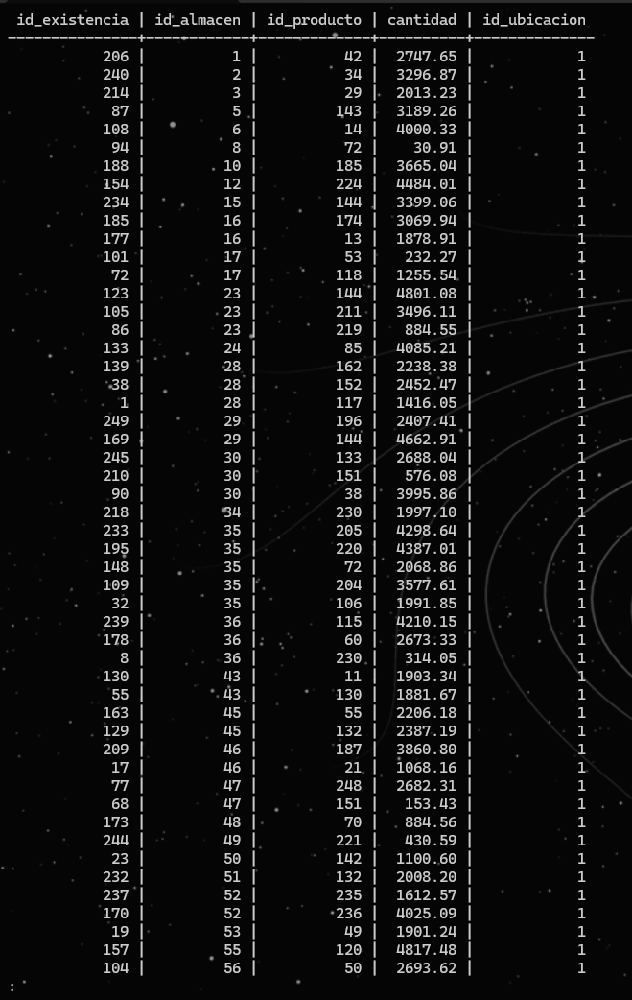 id_existencia | id_almacen | id_producto | cantidad | id_ubicacion
--------------+------------+-------------+----------+--------------
206 | 1 | 42 | 2747.65 | 1
240 | 2 | 34 | 3296.87 | 1
214 | 3 | 29 | 2013.23 | 1
87 | 5 | 143 | 3189.26 | 1
108 | 6 | 14 | 4000.33 | 1
94 | 8 | 72 | 30.91 | 1
188 | 10 | 185 | 3665.04 | 1
154 | 12 | 224 | 4484.01 | 1
234 | 15 | 144 | 3399.06 | 1
185 | 16 | 174 | 3069.94 | 1
177 | 16 | 13 | 1878.91 | 1
101 | 17 | 53 | 232.27 | 1
72 | 17 | 118 | 1255.54 | 1
123 | 23 | 144 | 4801.08 | 1
105 | 23 | 211 | 3496.11 | 1
86 | 23 | 219 | 884.55 | 1
133 | 24 | 85 | 4085.21 | 1
139 | 28 | 162 | 2238.38 | 1
38 | 28 | 152 | 2452.47 | 1
1 | 28 | 117 | 1416.05 | 1
249 | 29 | 196 | 2407.41 | 1
169 | 29 | 144 | 4662.91 | 1
245 | 30 | 133 | 2688.04 | 1
210 | 30 | 151 | 576.08 | 1
90 | 30 | 38 | 3995.86 | 1
218 | 34 | 230 | 1997.10 | 1
233 | 35 | 205 | 4298.64 | 1
195 | 35 | 220 | 4387.01 | 1
148 | 35 | 72 | 2068.86 | 1
109 | 35 | 204 | 3577.61 | 1
32 | 35 | 106 | 1991.85 | 1
239 | 36 | 115 | 4210.15 | 1
178 | 36 | 60 | 2673.33 | 1
8 | 36 | 230 | 314.05 | 1
130 | 43 | 11 | 1903.34 | 1
55 | 43 | 130 | 1881.67 | 1
163 | 45 | 55 | 2206.18 | 1
129 | 45 | 132 | 2387.19 | 1
209 | 46 | 187 | 3860.80 | 1
17 | 46 | 21 | 1068.16 | 1
77 | 47 | 248 | 2682.31 | 1
68 | 47 | 151 | 153.43 | 1
173 | 48 | 70 | 884.56 | 1
244 | 49 | 221 | 430.59 | 1
23 | 50 | 142 | 1100.60 | 1
232 | 51 | 132 | 2008.20 | 1
237 | 52 | 235 | 1612.57 | 1
170 | 52 | 236 | 4025.09 | 1
19 | 53 | 49 | 1901.24 | 1
157 | 55 | 120 | 4817.48 | 1
104 | 56 | 50 | 2693.62 | 1
: